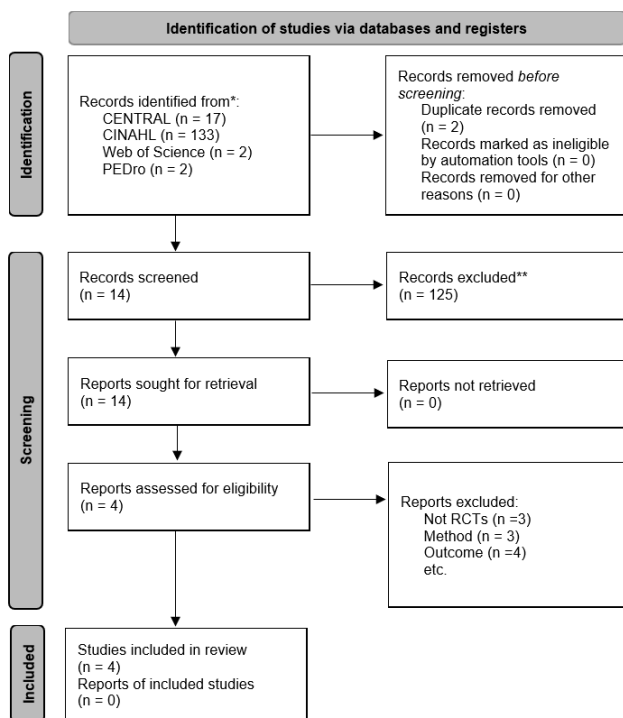 Identification of studies via databases and registers
Identification
Records identified from*:
CENTRAL (n = 17)
CINAHL (n = 133)
Web of Science (n = 2)
PEDro (n = 2)
Records removed before
screening:
Duplicate records removed
(n = 2)
Records marked as ineligible
by automation tools (n = 0)
Records removed for other
reasons (n = 0)
Screening
Records screened
(n = 14)
Records excluded**
(n = 125)
Reports sought for retrieval
(n = 14)
Reports not retrieved
(n = 0)
Reports assessed for eligibility
(n = 4)
Reports excluded:
Not RCTs (n =3)
Method (n = 3)
Outcome (n =4)
etc.
Included
Studies included in review
(n = 4)
Reports of included studies
(n = 0)